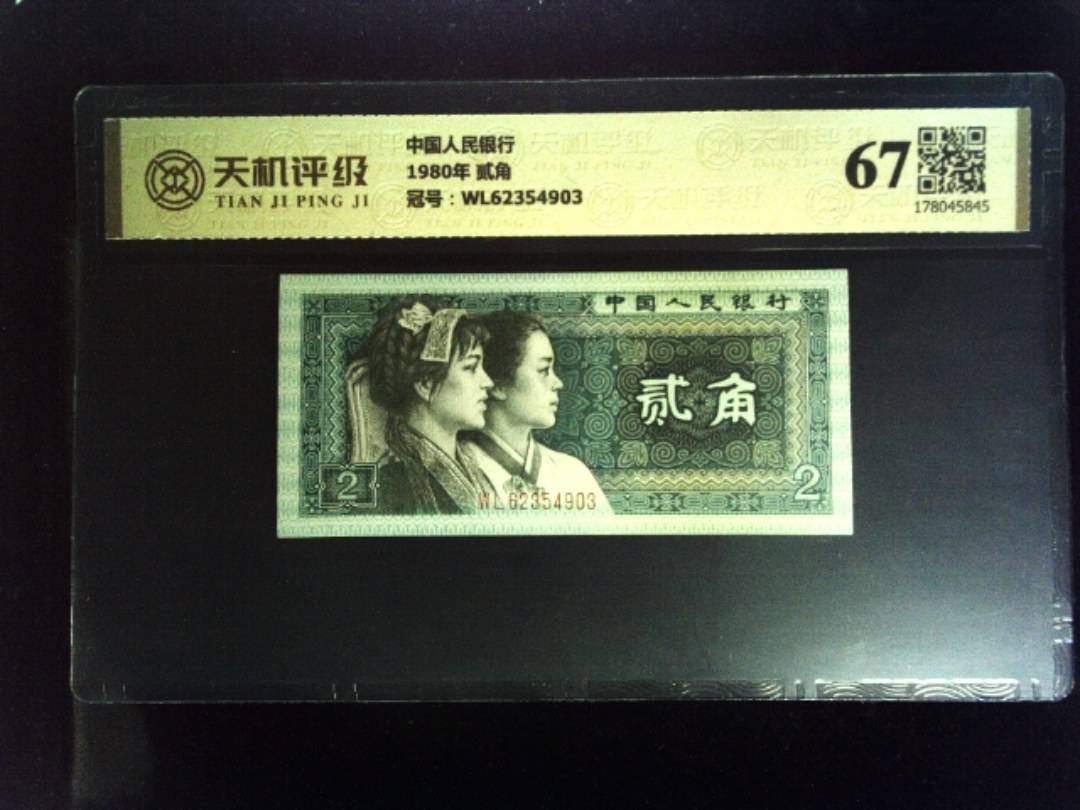 天机评级
TIAN JI PING JI
中国人民银行
1980年 贰角
冠号：WL62354903
67
178045845
中国人民银行
贰角
2
2
WL62354903